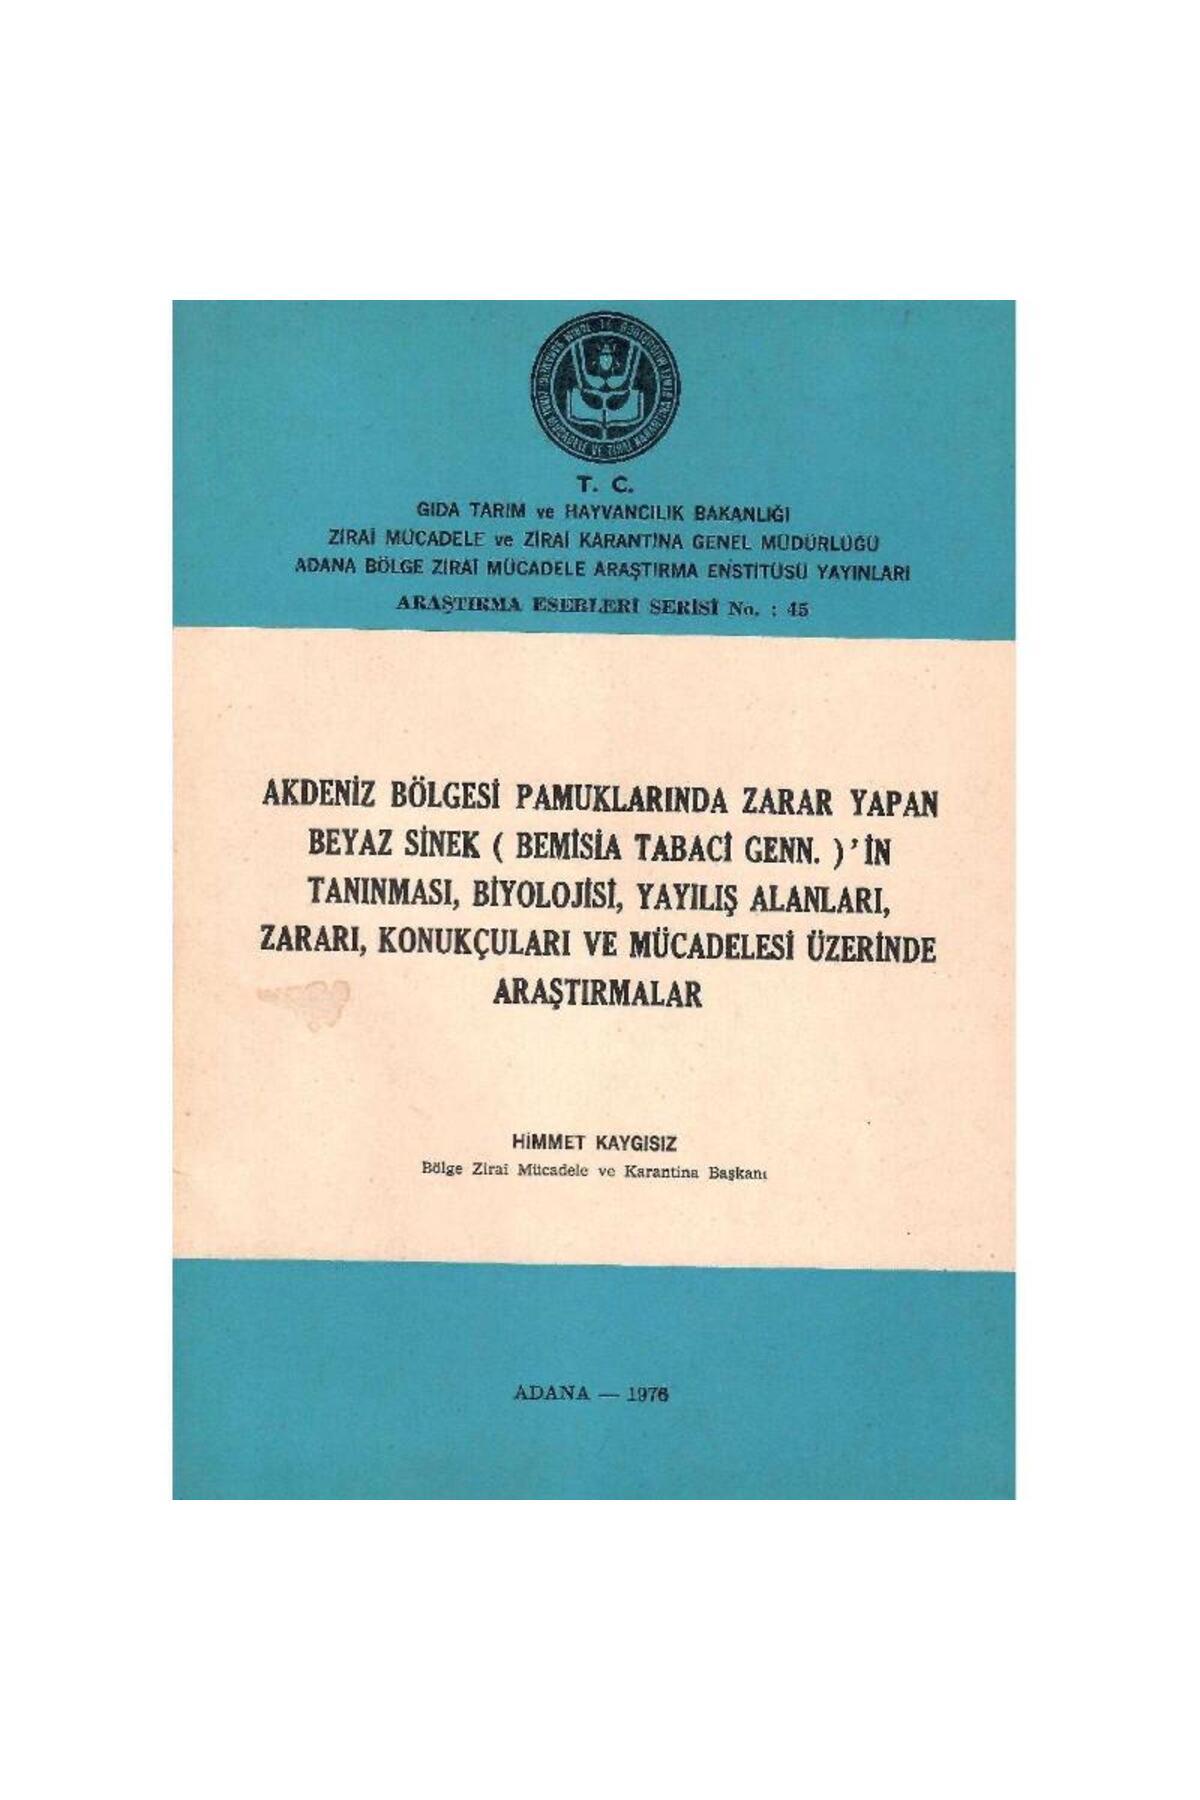 T. C.
GIDA TARIM ve HAYVANCILIK BAKANLIĞI
ZİRAİ MÜCADELE ve ZİRAİ KARANTİNA GENEL MÜDÜRLÜĞÜ
ADANA BÖLGE ZİRAİ MÜCADELE ARAŞTIRMA ENSTİTÜSÜ YAYINLARI
ARAŞTIRMA ESERLERİ SERİSİ No. : 45
AKDENİZ BÖLGESİ PAMUKLARINDA ZARAR YAPAN
BEYAZ SİNEK ( BEMİSİA TABACİ GENN. )'İN
TANINMASI, BİYOLOJİSİ, YAYILIŞ ALANLARI,
ZARARI, KONUKÇULARI VE MÜCADELESİ ÜZERİNDE
ARAŞTIRMALAR
HİMMET KAYGISIZ
Bölge Ziraî Mücadele ve Karantina Başkanı
ADANA — 1976